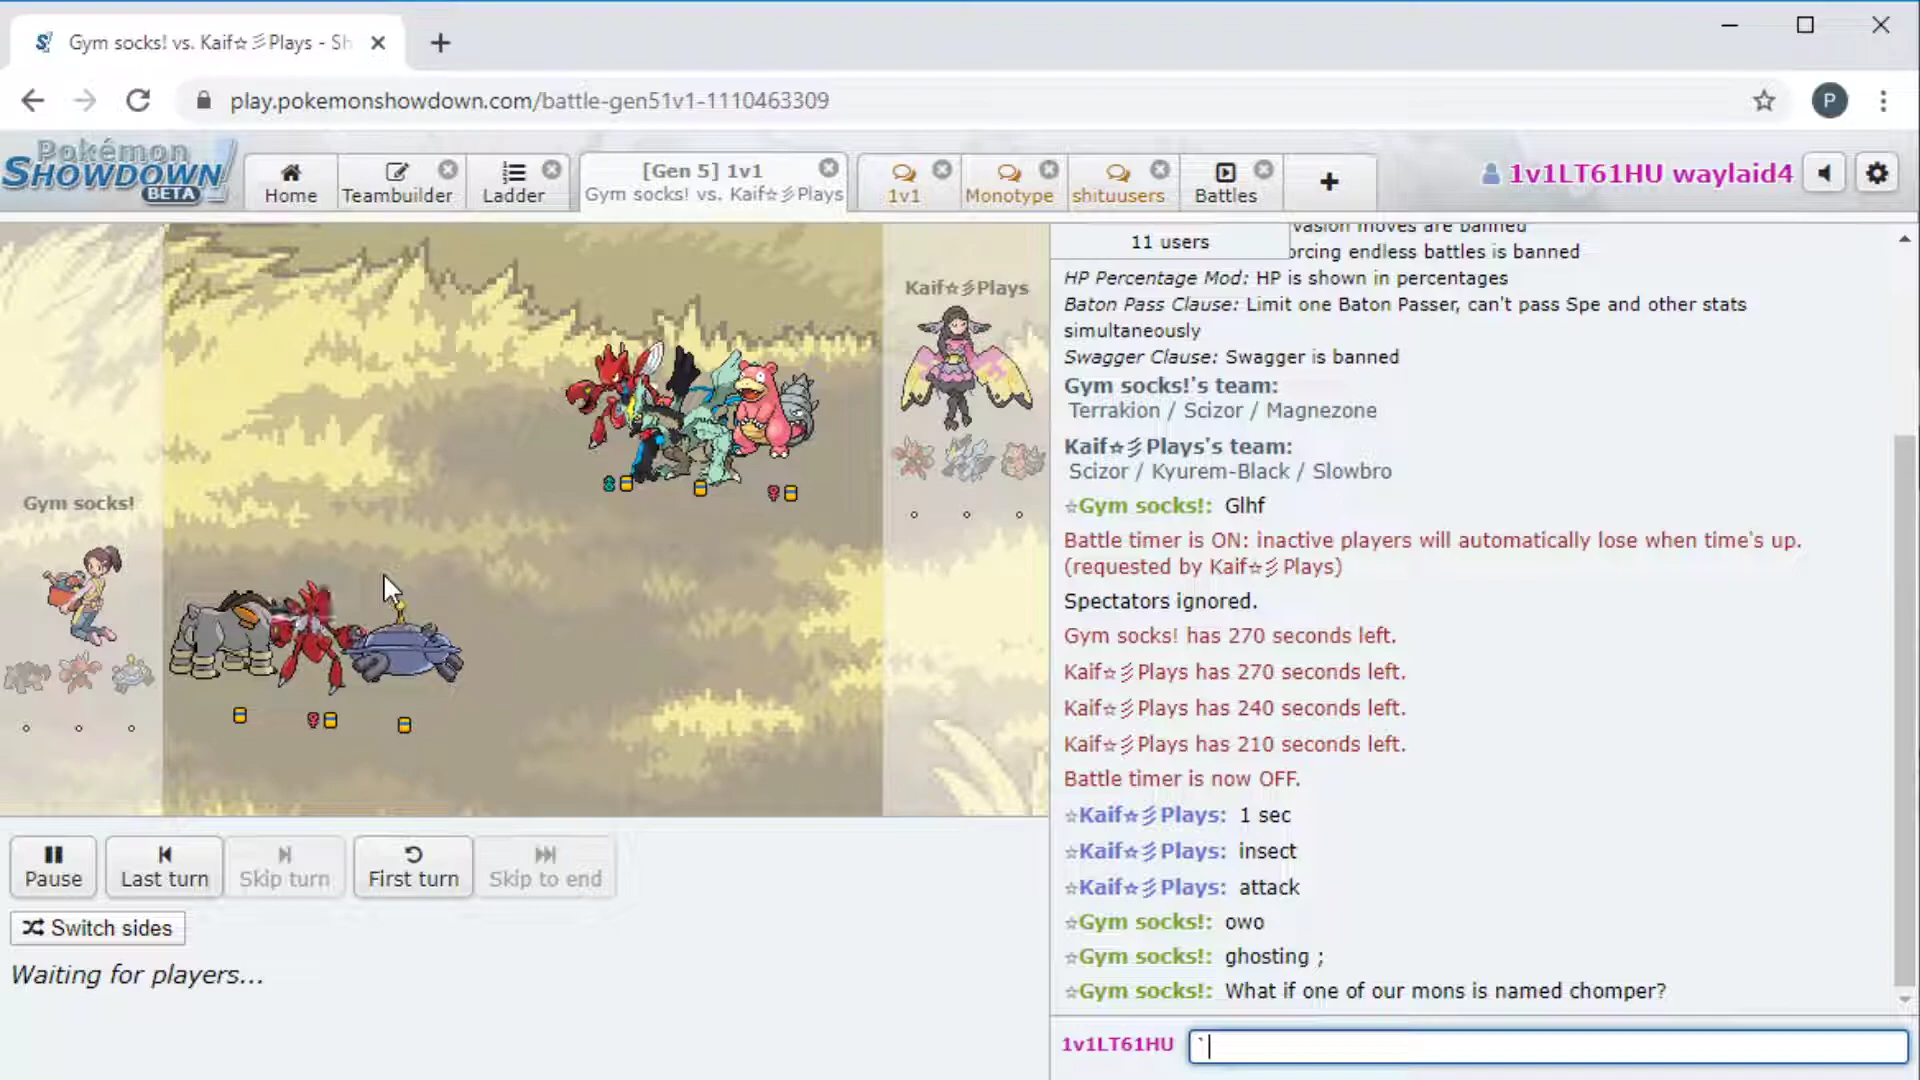 Gym socks! vs. Kaif☆彡Plays - Sh
play.pokemonshowdown.com/battle-gen51v1-1110463309
P
Pokémon
SHOWDOWN
BETA
Home
Teambuilder
Ladder
[Gen 5] 1v1
Gym socks! vs. Kaif☆彡Plays
1v1
Monotype
shituusers
Battles
1v1LT61HU waylaid4
Kaif☆彡Plays
Gym socks!
Pause
Last turn
Skip turn
First turn
Skip to end
Switch sides
Waiting for players...
11 users
vasion moves are banned
orcing endless battles is banned
HP Percentage Mod: HP is shown in percentages
Baton Pass Clause: Limit one Baton Passer, can't pass Spe and other stats
simultaneously
Swagger Clause: Swagger is banned
Gym socks!'s team:
Terrakion / Scizor / Magnezone
Kaif☆彡Plays's team:
Scizor / Kyurem-Black / Slowbro
☆Gym socks!: Glhf
Battle timer is ON: inactive players will automatically lose when time's up.
(requested by Kaif☆彡Plays)
Spectators ignored.
Gym socks! has 270 seconds left.
Kaif☆彡Plays has 270 seconds left.
Kaif☆彡Plays has 240 seconds left.
Kaif☆彡Plays has 210 seconds left.
Battle timer is now OFF.
☆Kaif☆彡Plays: 1 sec
☆Kaif☆彡Plays: insect
☆Kaif☆彡Plays: attack
☆Gym socks!: owo
☆Gym socks!: ghosting ;
☆Gym socks!: What if one of our mons is named chomper?
1v1LT61HU `